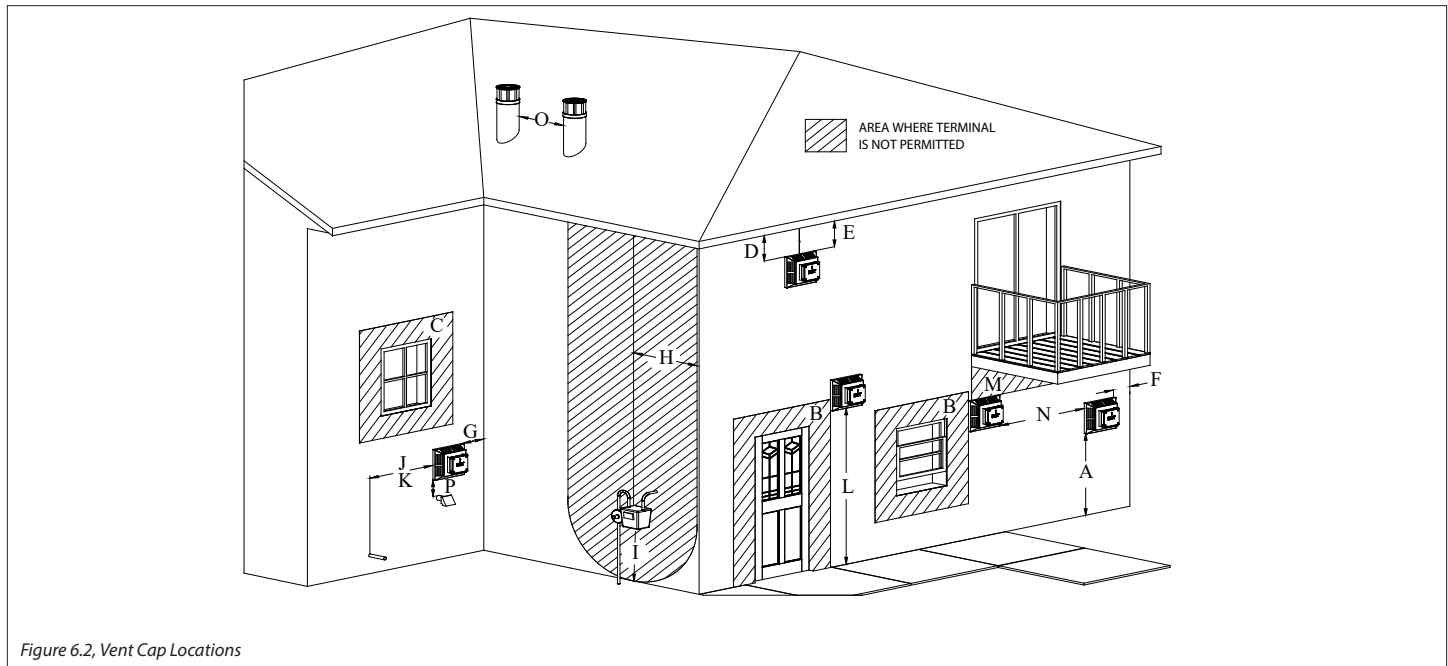 O
AREA WHERE TERMINAL
IS NOT PERMITTED
D
E
C
H
F
M
B
B
N
G
J
K
P
L
A
I
Figure 6.2, Vent Cap Locations